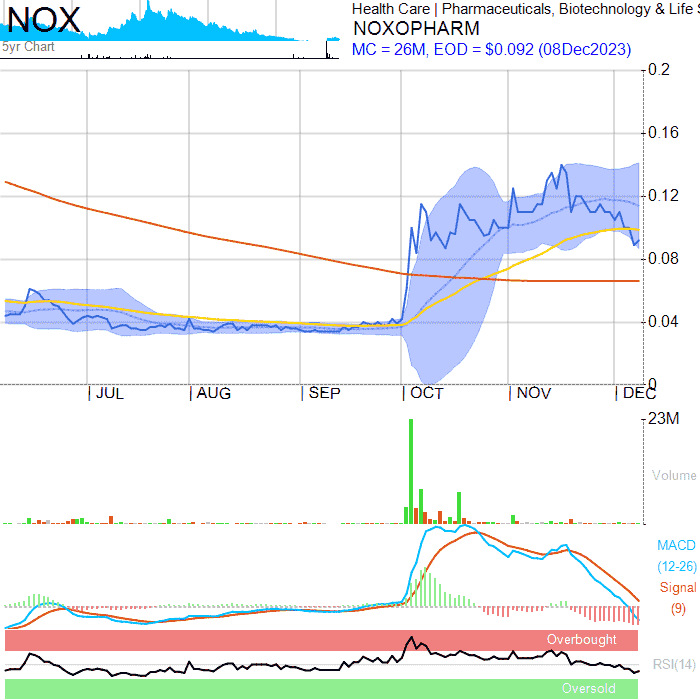 NOX
5yr Chart
Health Care | Pharmaceuticals, Biotechnology & Life S
NOXOPHARM
MC = 26M, EOD = $0.092 (08Dec2023)
0.2
0.16
0.12
0.08
0.04
0
JUL AUG SEP OCT NOV DEC
23M
Volume
MACD
(12-26)
Signal
(9)
Overbought
RSI(14)
Oversold